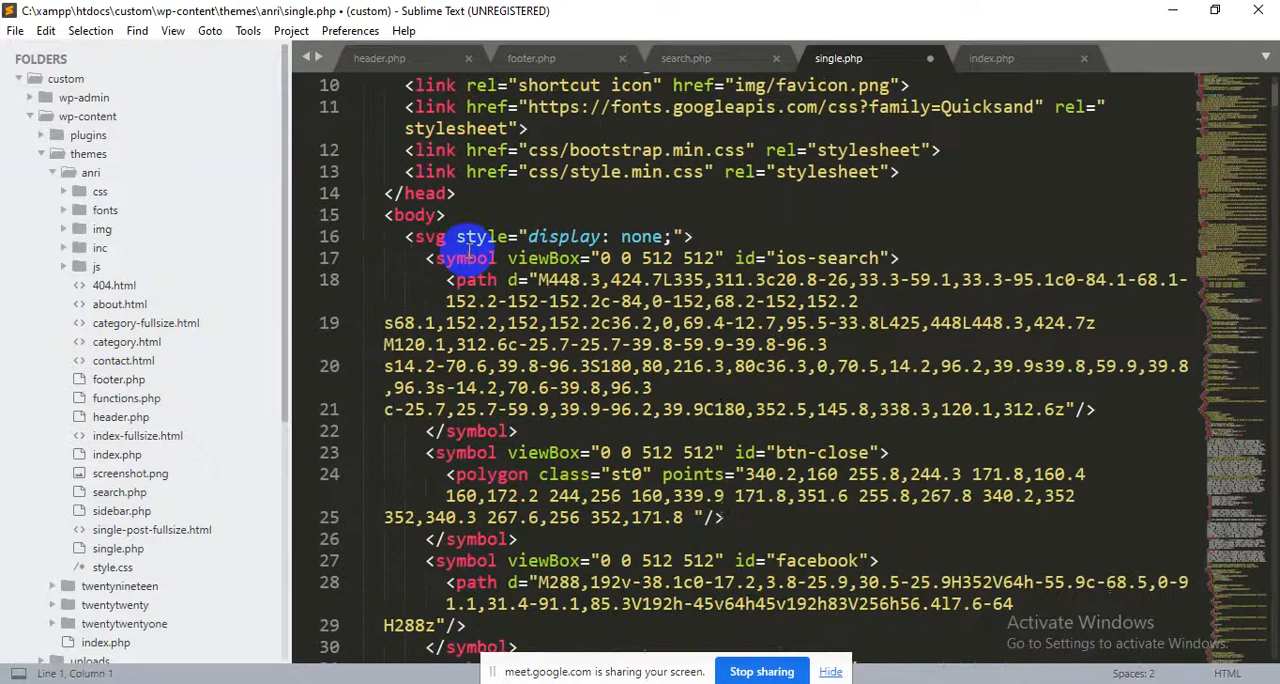 C:\xampp\htdocs\custom\wp-content\themes\anri\single.php • (custom) - Sublime Text (UNREGISTERED)
File Edit Selection Find View Goto Tools Project Preferences Help
FOLDERS
custom
wp-admin
wp-content
plugins
themes
anri
css
fonts
img
inc
js
404.html
about.html
category-fullsize.html
category.html
contact.html
footer.php
functions.php
header.php
index-fullsize.html
index.php
screenshot.png
search.php
sidebar.php
single-post-fullsize.html
single.php
style.css
twentynineteen
twentytwenty
twentytwentyone
index.php
uploads
header.php footer.php search.php single.php index.php
10 <link rel="shortcut icon" href="img/favicon.png">
11 <link href="https://fonts.googleapis.com/css?family=Quicksand" rel="
stylesheet">
12 <link href="css/bootstrap.min.css" rel="stylesheet">
13 <link href="css/style.min.css" rel="stylesheet">
14 </head>
15 <body>
16 <svg style="display: none;">
17 <symbol viewBox="0 0 512 512" id="ios-search">
18 <path d="M448.3,424.7L335,311.3c20.8-26,33.3-59.1,33.3-95.1c0-84.1-68.1-
152.2-152-152.2c-84,0-152,68.2-152,152.2
19 s68.1,152.2,152,152.2c36.2,0,69.4-12.7,95.5-33.8L425,448L448.3,424.7z
M120.1,312.6c-25.7-25.7-39.8-59.9-39.8-96.3
20 s14.2-70.6,39.8-96.3S180,80,216.3,80c36.3,0,70.5,14.2,96.2,39.9s39.8,59.9,39.8
,96.3s-14.2,70.6-39.8,96.3
21 c-25.7,25.7-59.9,39.9-96.2,39.9C180,352.5,145.8,338.3,120.1,312.6z"/>
22 </symbol>
23 <symbol viewBox="0 0 512 512" id="btn-close">
24 <polygon class="st0" points="340.2,160 255.8,244.3 171.8,160.4
160,172.2 244,256 160,339.9 171.8,351.6 255.8,267.8 340.2,352
25 352,340.3 267.6,256 352,171.8 "/>
26 </symbol>
27 <symbol viewBox="0 0 512 512" id="facebook">
28 <path d="M288,192v-38.1c0-17.2,3.8-25.9,30.5-25.9H352V64h-55.9c-68.5,0-9
1.1,31.4-91.1,85.3V192h-45v64h45v192h83V256h56.4l7.6-64
29 H288z"/>
30 </symbol>
Activate Windows
Go to Settings to activate Windows.
meet.google.com is sharing your screen. Stop sharing Hide
Line 1, Column 1 Spaces: 2 HTML